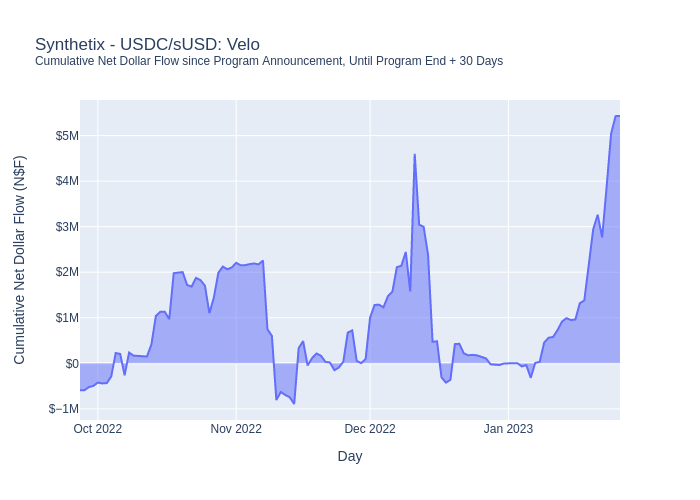 Synthetix - USDC/sUSD: Velo
Cumulative Net Dollar Flow since Program Announcement, Until Program End + 30 Days
Cumulative Net Dollar Flow (N$F)
$5M
$4M
$3M
$2M
$1M
$0
$−1M
Oct 2022
Nov 2022
Dec 2022
Jan 2023
Day